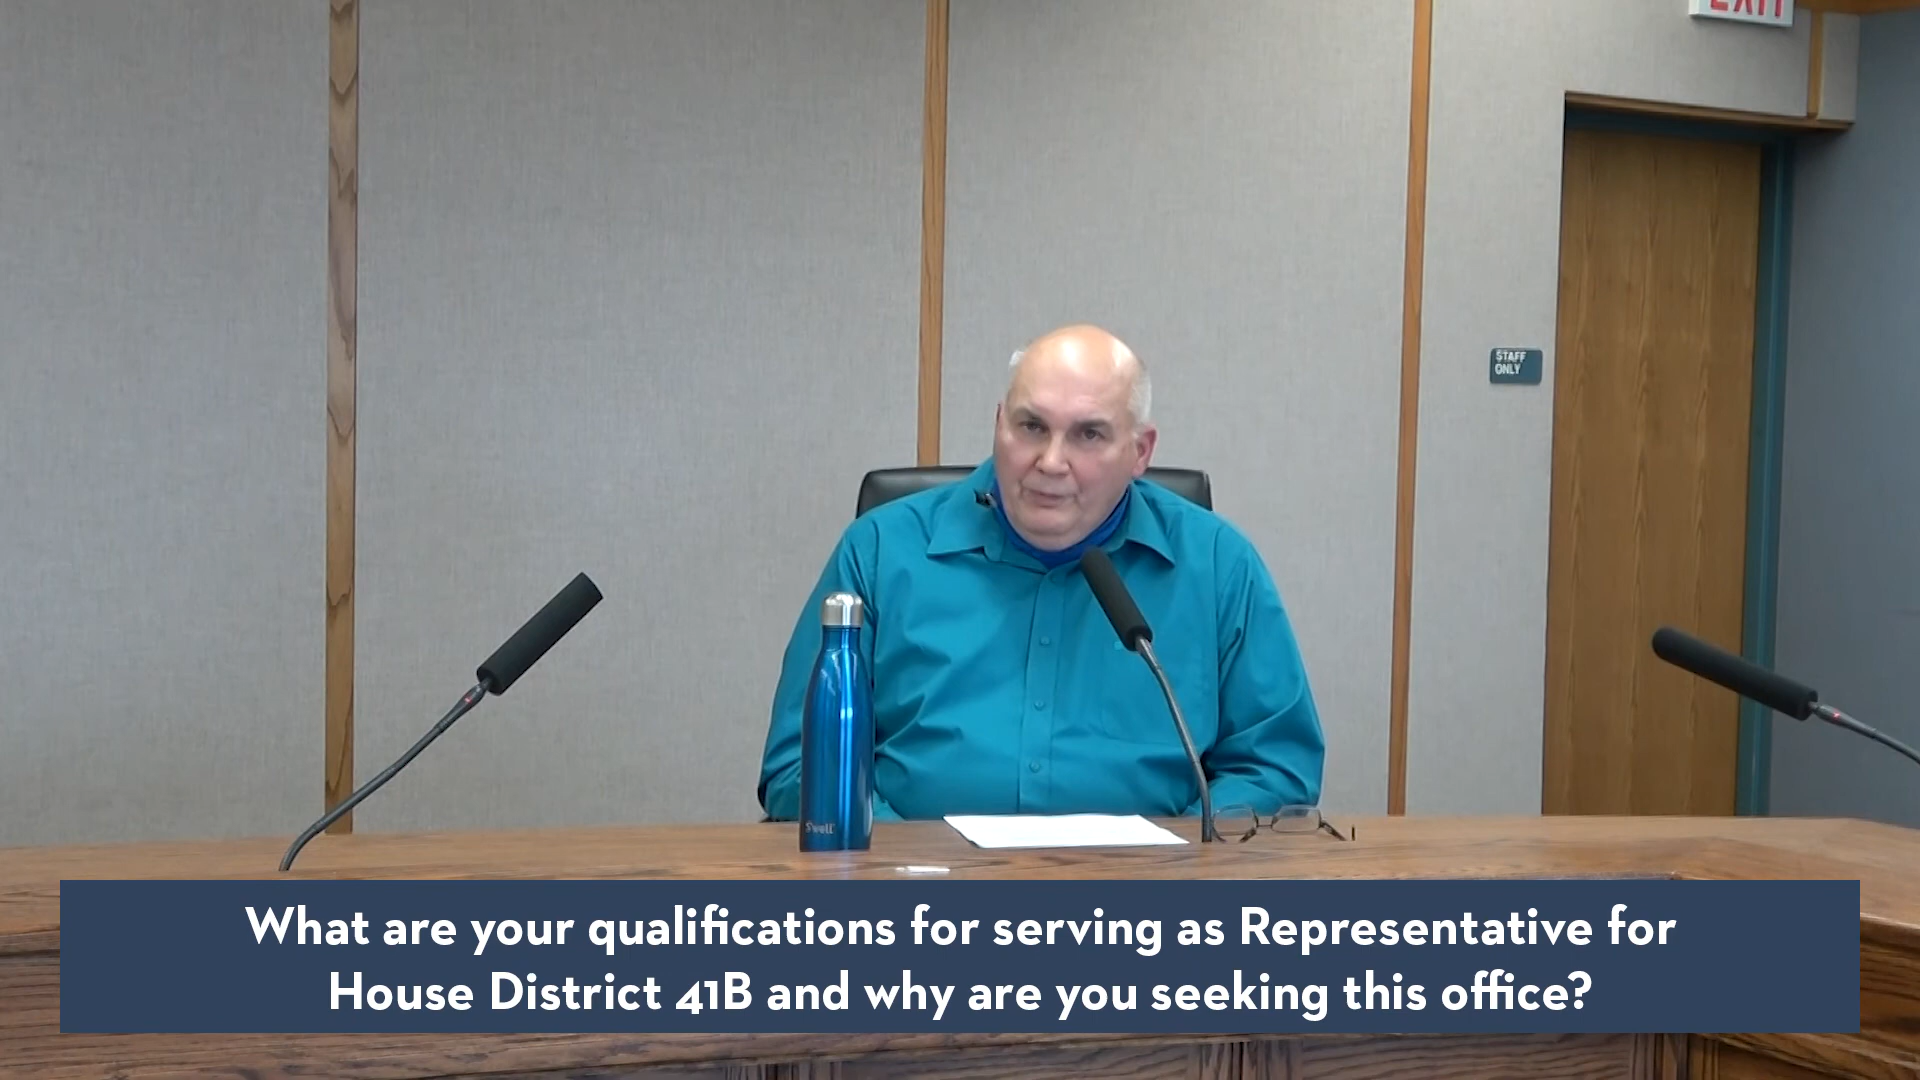 EXIT
STAFF
ONLY
S'well
What are your qualifications for serving as Representative for
House District 41B and why are you seeking this office?